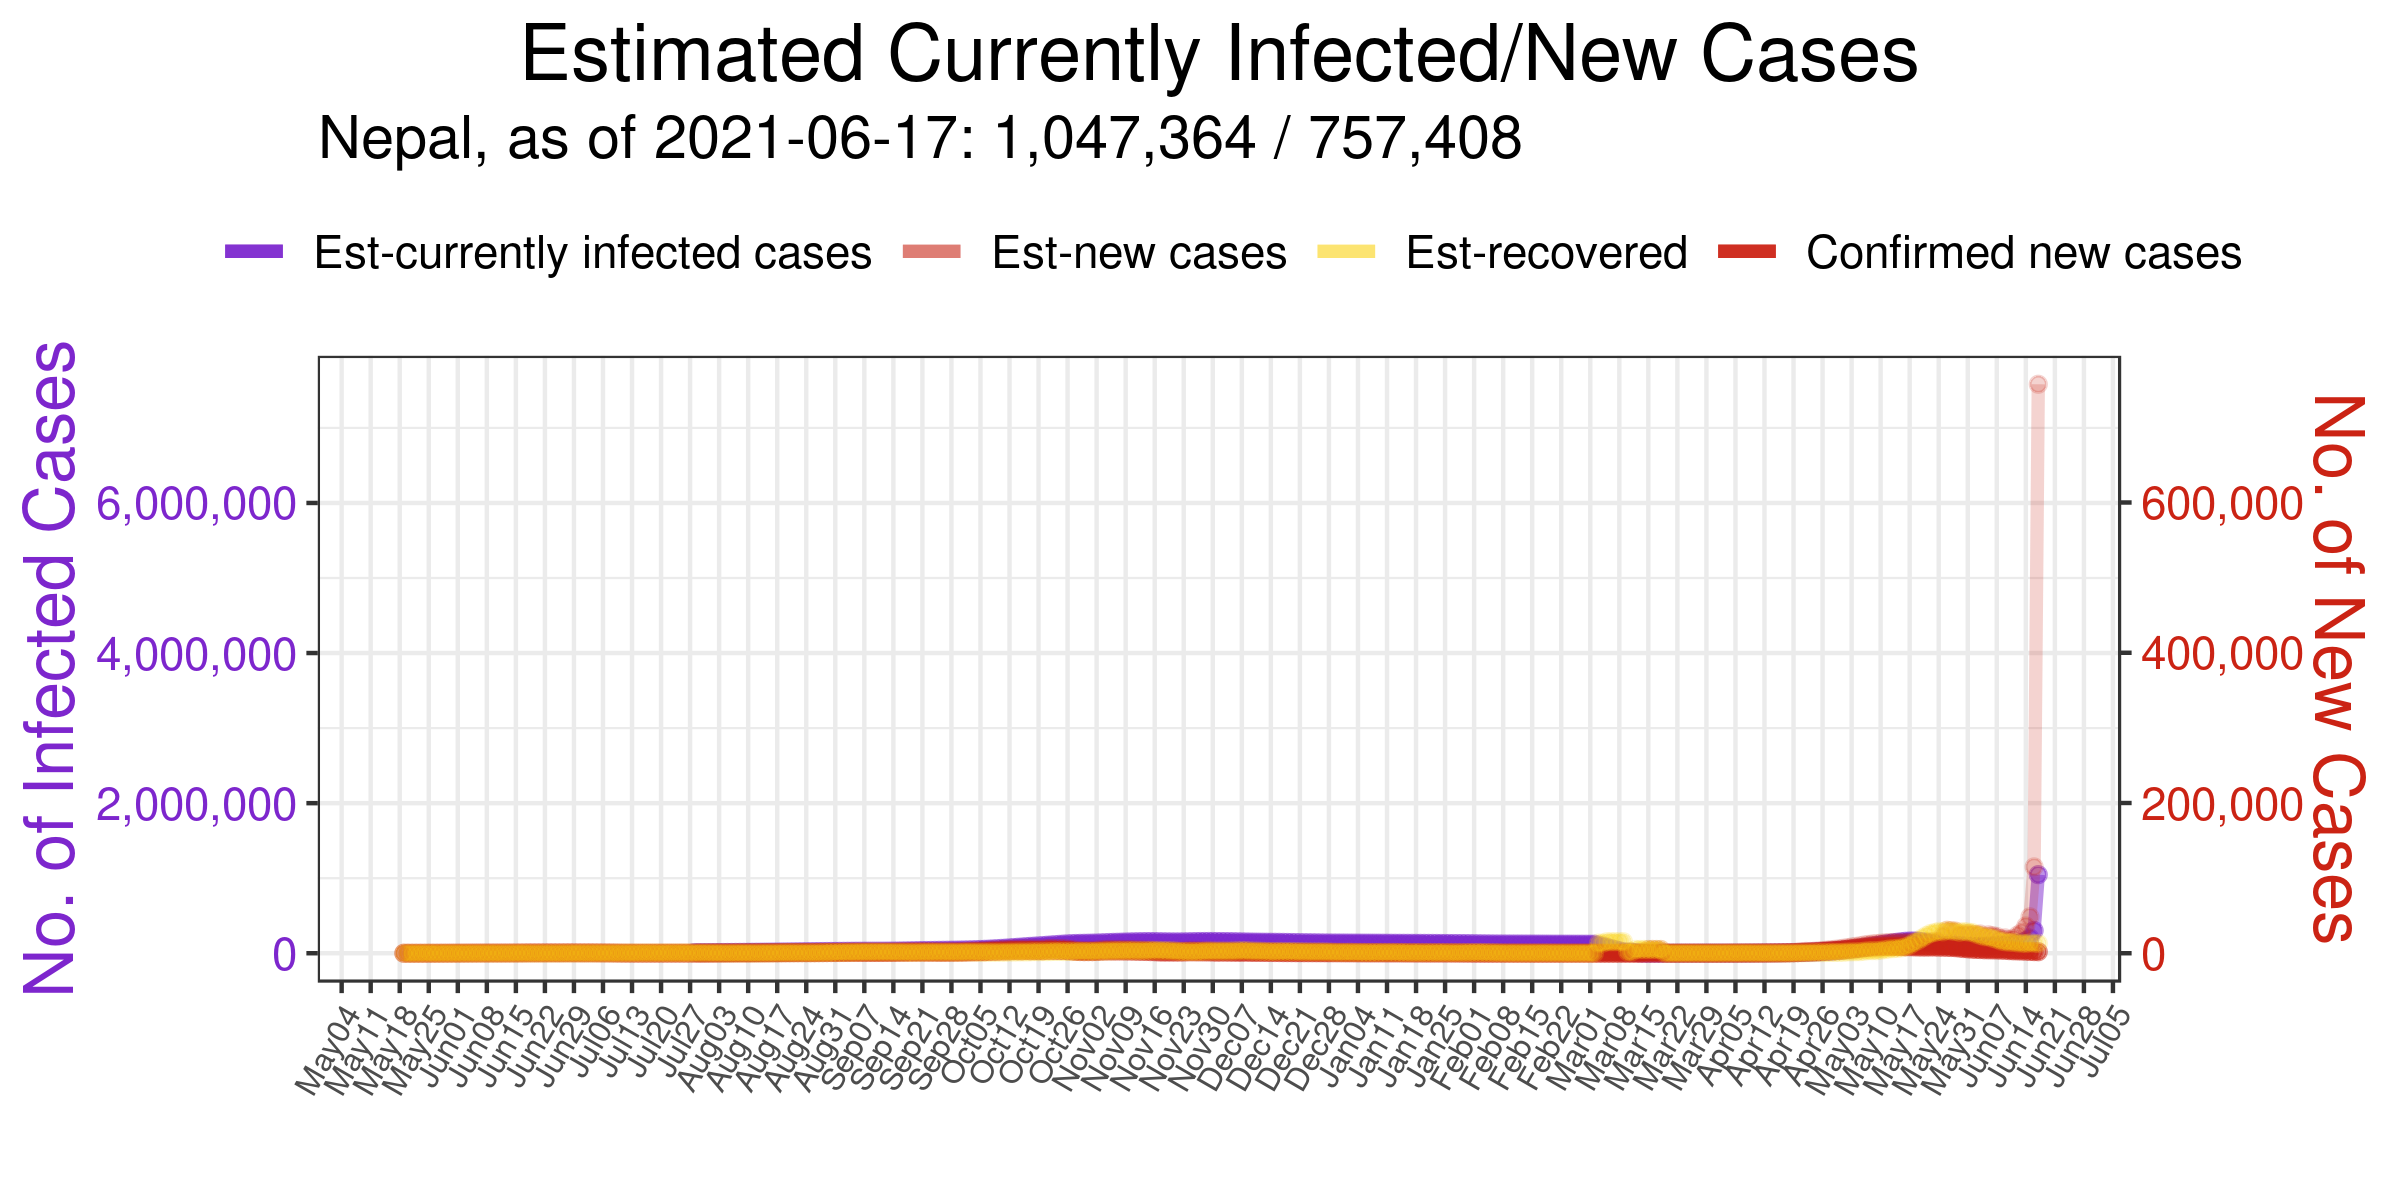 Estimated Currently Infected/New Cases
Nepal, as of 2021-06-17: 1,047,364 / 757,408
Est-currently infected cases
Est-new cases
Est-recovered
Confirmed new cases
No. of Infected Cases
6,000,000
4,000,000
2,000,000
0
600,000
400,000
200,000
0
No. of New Cases
May04
May11
May18
May25
Jun01
Jun08
Jun15
Jun22
Jun29
Jul06
Jul13
Jul20
Jul27
Aug03
Aug10
Aug17
Aug24
Aug31
Sep07
Sep14
Sep21
Sep28
Oct05
Oct12
Oct19
Oct26
Nov02
Nov09
Nov16
Nov23
Nov30
Dec07
Dec14
Dec21
Dec28
Jan04
Jan11
Jan18
Jan25
Feb01
Feb08
Feb15
Feb22
Mar01
Mar08
Mar15
Mar22
Mar29
Apr05
Apr12
Apr19
Apr26
May03
May10
May17
May24
May31
Jun07
Jun14
Jun21
Jun28
Jul05